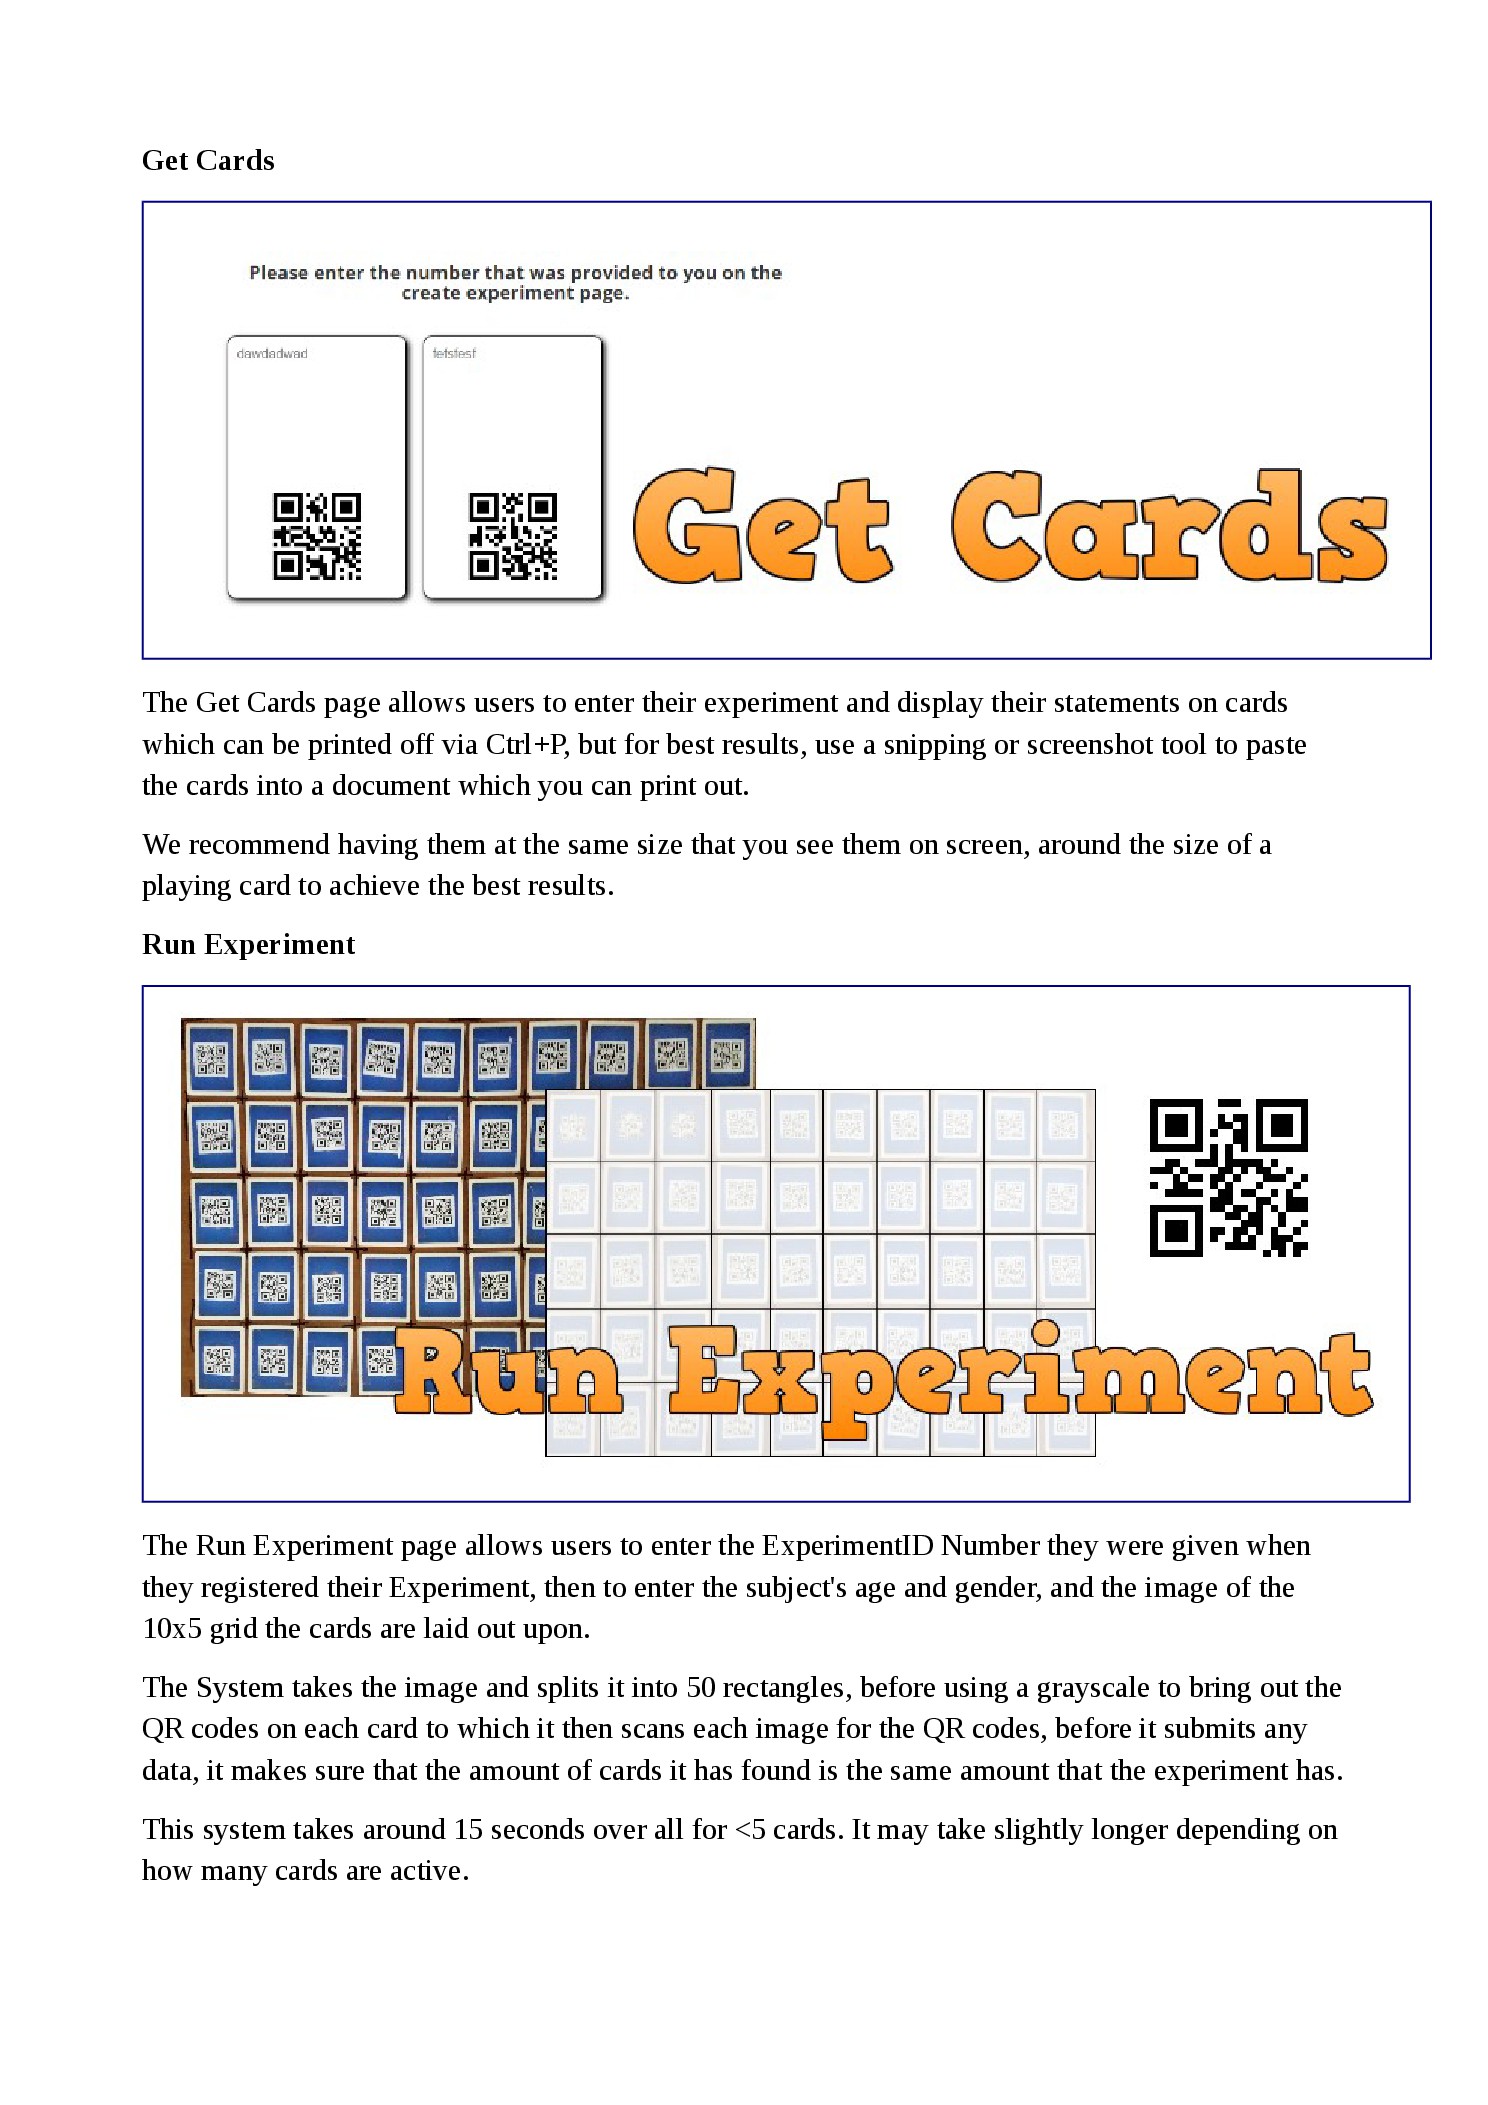 Get Cards
Please enter the number that was provided to you on the
create experiment page.
dawdadwad
fefsfesf
Get Cards
The Get Cards page allows users to enter their experiment and display their statements on cards
which can be printed off via Ctrl+P, but for best results, use a snipping or screenshot tool to paste
the cards into a document which you can print out.
We recommend having them at the same size that you see them on screen, around the size of a
playing card to achieve the best results.
Run Experiment
Run Experiment
The Run Experiment page allows users to enter the ExperimentID Number they were given when
they registered their Experiment, then to enter the subject's age and gender, and the image of the
10x5 grid the cards are laid out upon.
The System takes the image and splits it into 50 rectangles, before using a grayscale to bring out the
QR codes on each card to which it then scans each image for the QR codes, before it submits any
data, it makes sure that the amount of cards it has found is the same amount that the experiment has.
This system takes around 15 seconds over all for <5 cards. It may take slightly longer depending on
how many cards are active.